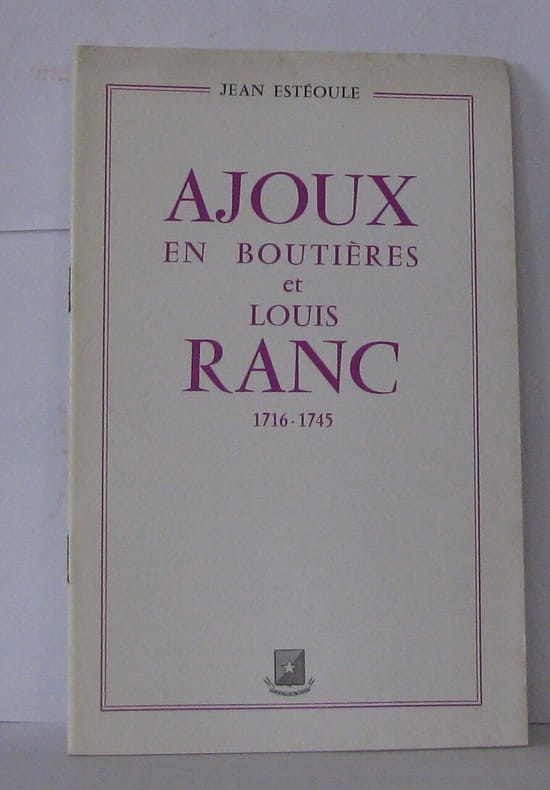 JEAN ESTÉOULE
AJOUX
EN BOUTIÈRES
et
LOUIS
RANC
1716-1745